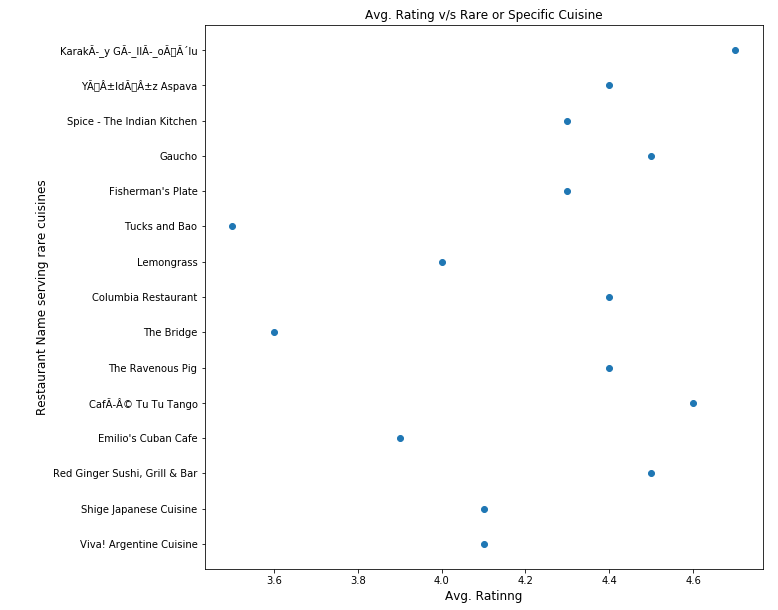 Avg. Rating v/s Rare or Specific Cuisine
Restaurant Name serving rare cuisines
KarakÃ-_y GÃ-_llÃ-_oÃ▯Â´lu
YÃ▯Â±ldÃ▯Â±z Aspava
Spice - The Indian Kitchen
Gaucho
Fisherman's Plate
Tucks and Bao
Lemongrass
Columbia Restaurant
The Bridge
The Ravenous Pig
CafÃ-Â© Tu Tu Tango
Emilio's Cuban Cafe
Red Ginger Sushi, Grill & Bar
Shige Japanese Cuisine
Viva! Argentine Cuisine
3.6 3.8 4.0 4.2 4.4 4.6
Avg. Ratinng